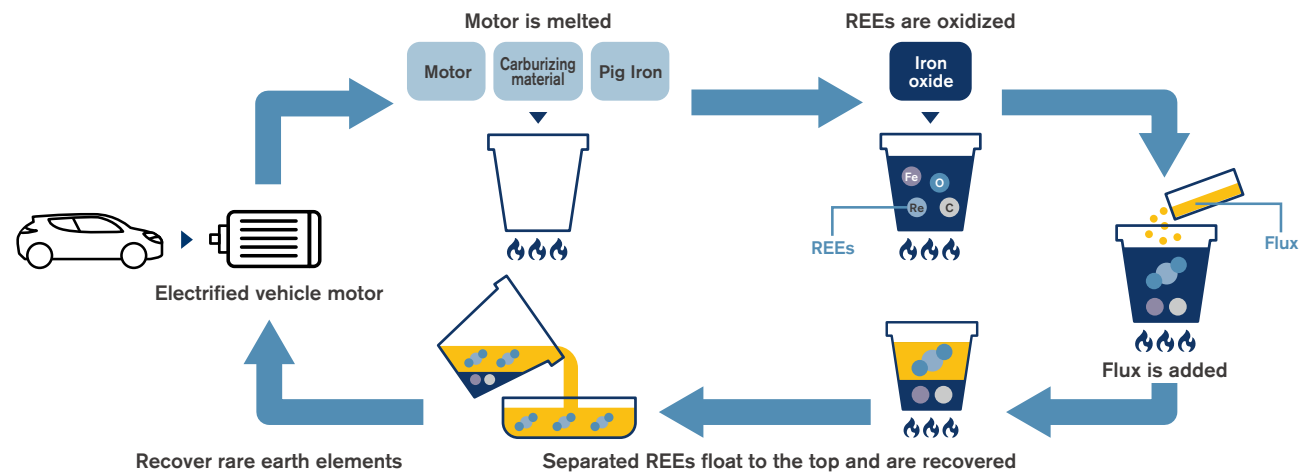 Motor is melted
Motor
Carburizing
material
Pig Iron
REEs are oxidized
Iron
oxide
Fe
O
Re
C
REEs
Flux
Electrified vehicle motor
Flux is added
Recover rare earth elements
Separated REEs float to the top and are recovered